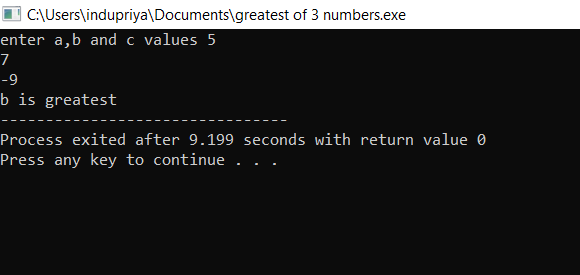 C:\Users\indupriya\Documents\greatest of 3 numbers.exe
enter a,b and c values 5
7
-9
b is greatest
--------------------------------
Process exited after 9.199 seconds with return value 0
Press any key to continue . . .